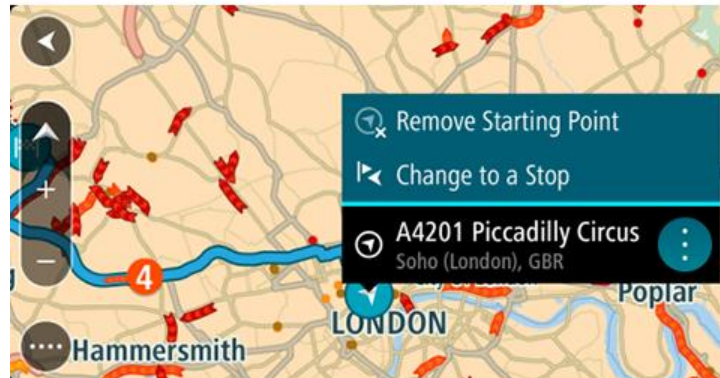 Remove Starting Point
Change to a Stop
A4201 Piccadilly Circus
Soho (London), GBR
4
Poplar
LONDON
Hammersmith